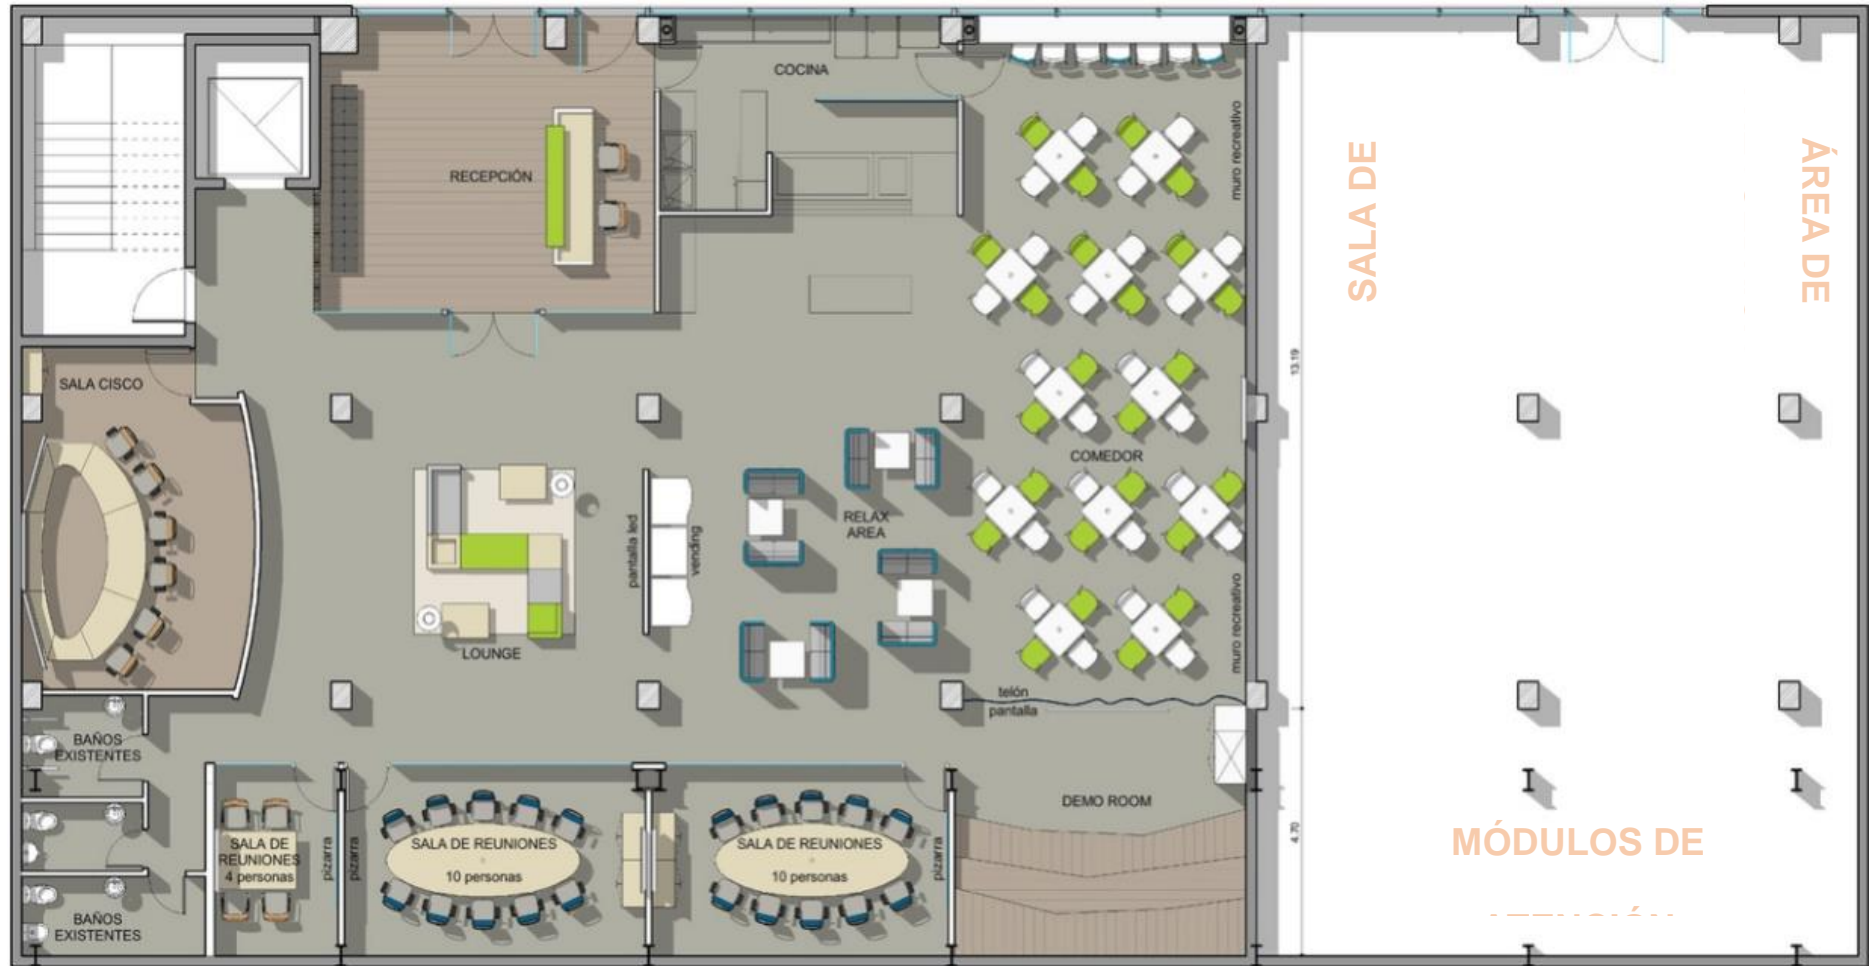 COCINA
RECEPCIÓN
muro recreativo
SALA DE
ÁREA DE
SALA CISCO
13.19
COMEDOR
pantalla led
vending
RELAX
AREA
LOUNGE
muro recreativo
telón
pantalla
BAÑOS
EXISTENTES
DEMO ROOM
SALA DE
REUNIONES
4 personas
pizarra
pizarra
SALA DE REUNIONES
10 personas
SALA DE REUNIONES
10 personas
pizarra
4.70
MÓDULOS DE
BAÑOS
EXISTENTES